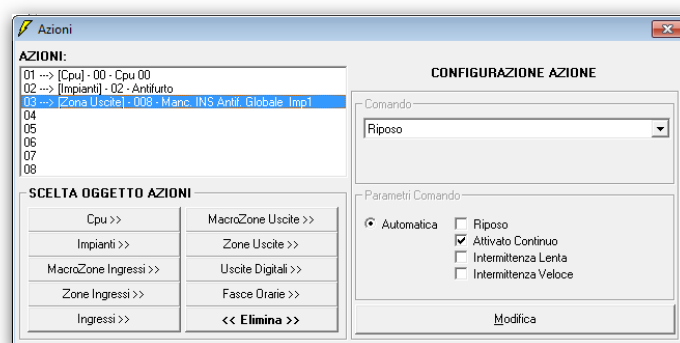 Azioni
AZIONI:
01 ---> [Cpu] - 00 - Cpu 00
02 ---> [Impianti] - 02 - Antifurto
03 ---> [Zona Uscite] - 008 - Manc. INS Antif. Globale Imp1
04
05
06
07
08
SCELTA OGGETTO AZIONI
Cpu >> MacroZone Uscite >>
Impianti >> Zone Uscite >>
MacroZone Ingressi >> Uscite Digitali >>
Zone Ingressi >> Fasce Orarie >>
Ingressi >> << Elimina >>
CONFIGURAZIONE AZIONE
Comando
Riposo
Parametri Comando
Automatica Riposo
Attivato Continuo
Intermittenza Lenta
Intermittenza Veloce
Modifica